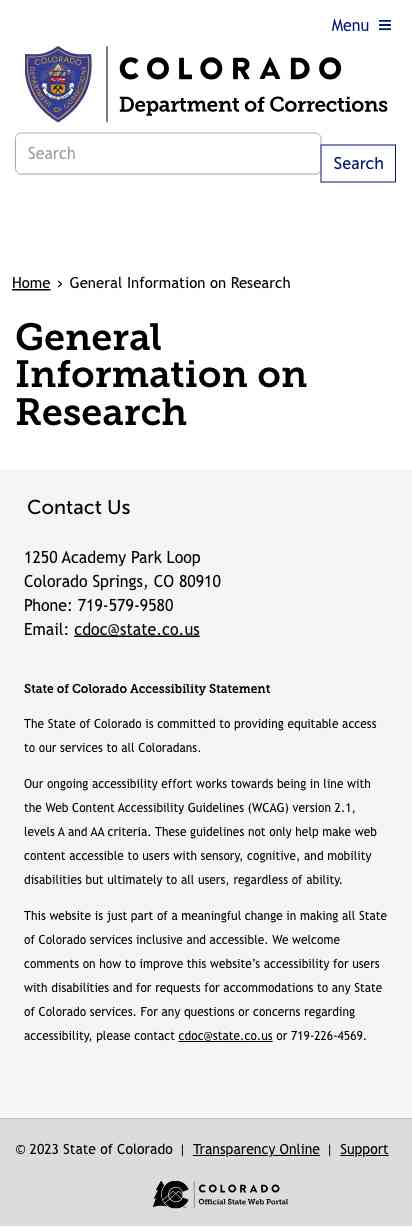 Menu
COLORADO
COLORADO
Department of Corrections
Search
Search
Home › General Information on Research
General
Information on
Research
Contact Us
1250 Academy Park Loop
Colorado Springs, CO 80910
Phone: 719-579-9580
Email: cdoc@state.co.us
State of Colorado Accessibility Statement
The State of Colorado is committed to providing equitable access
to our services to all Coloradans.
Our ongoing accessibility effort works towards being in line with
the Web Content Accessibility Guidelines (WCAG) version 2.1,
levels A and AA criteria. These guidelines not only help make web
content accessible to users with sensory, cognitive, and mobility
disabilities but ultimately to all users, regardless of ability.
This website is just part of a meaningful change in making all State
of Colorado services inclusive and accessible. We welcome
comments on how to improve this website’s accessibility for users
with disabilities and for requests for accommodations to any State
of Colorado services. For any questions or concerns regarding
accessibility, please contact cdoc@state.co.us or 719-226-4569.
© 2023 State of Colorado | Transparency Online | Support
COLORADO
Official State Web Portal